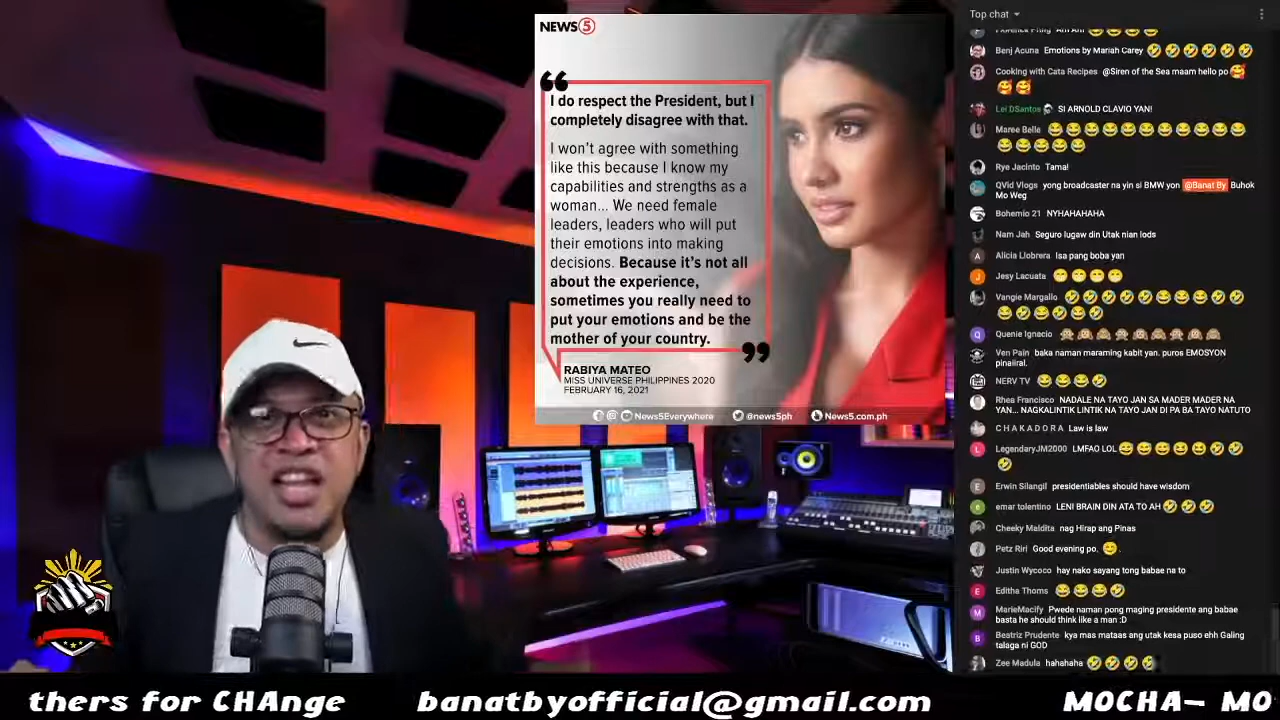 NEWS5
I do respect the President, but I
completely disagree with that.
I won't agree with something
like this because I know my
capabilities and strengths as a
woman... We need female
leaders, leaders who will put
their emotions into making
decisions. Because it's not all
about the experience,
sometimes you really need to
put your emotions and be the
mother of your country.
RABIYA MATEO
MISS UNIVERSE PHILIPPINES 2020
FEBRUARY 16, 2021
News5Everywhere
@news5ph
News5.com.ph
Top chat
Benj Acuna Emotions by Mariah Carey
Cooking with Cata Recipes @Siren of the Sea maam hello po
Lei DSantos SI ARNOLD CLAVIO YAN!
Maree Belle
Rye Jacinto Tama!
QVid Vlogs yong broadcaster na yin si BMW yon @Banat By Buhok
Mo Weg
Bohemio 21 NYHAHAHAHA
Nam Jah Seguro lugaw din Utak nian lods
Alicia Llobrera Isa pang boba yan
Jesy Lacuata
Vangie Margallo
Quenie Ignacio
Ven Pain baka naman maraming kabit yan. puros EMOSYON
pinaiiral.
NERV TV
Rhea Francisco NADALE NA TAYO JAN SA MADER MADER NA
YAN... NAGKALINTIK LINTIK NA TAYO JAN DI PA BA TAYO NATUTO
C H A K A D O R A Law is law
LegendaryJM2000 LMFAO LOL
Erwin Silangil presidentiables should have wisdom
emar tolentino LENI BRAIN DIN ATA TO AH
Cheeky Maldita nag Hirap ang Pinas
Petz Riri Good evening po.
Justin Wycoco hay nako sayang tong babae na to
Editha Thoms
MarieMacify Pwede naman pong maging presidente ang babae
basta he should think like a man :D
Beatriz Prudente kya mas mataas ang utak kesa puso ehh Galing
talaga ni GOD
Zee Madula hahahaha
thers for CHAnge banatbyofficial@gmail.com MOCHA- MO